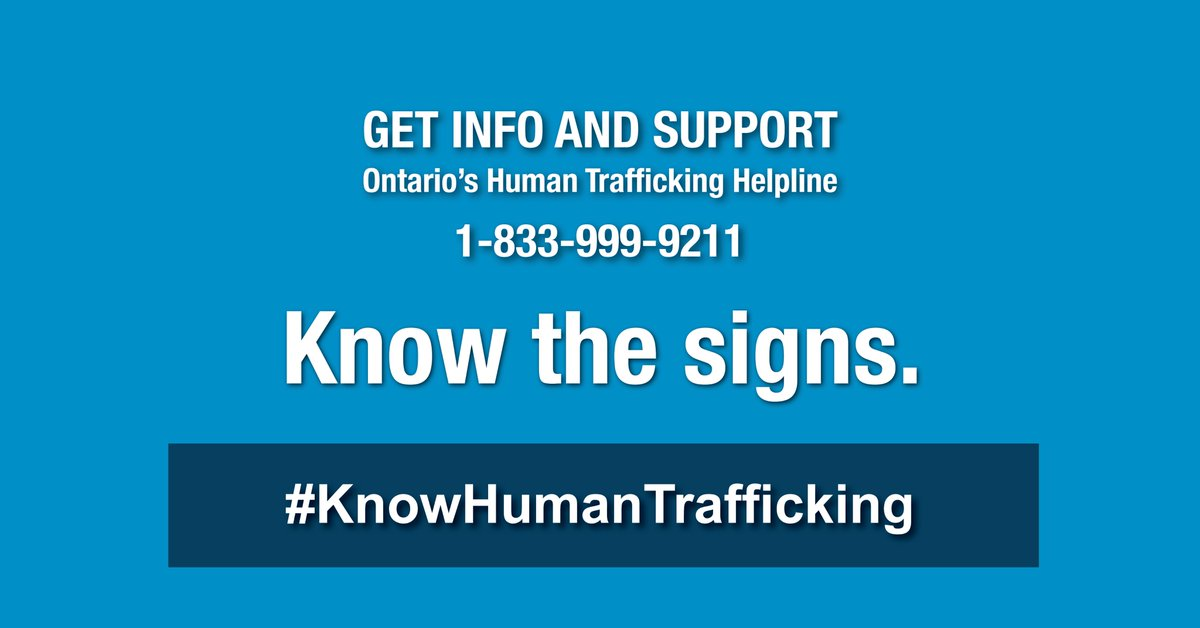 GET INFO AND SUPPORT
Ontario’s Human Trafficking Helpline
1-833-999-9211
Know the signs.
#KnowHumanTrafficking